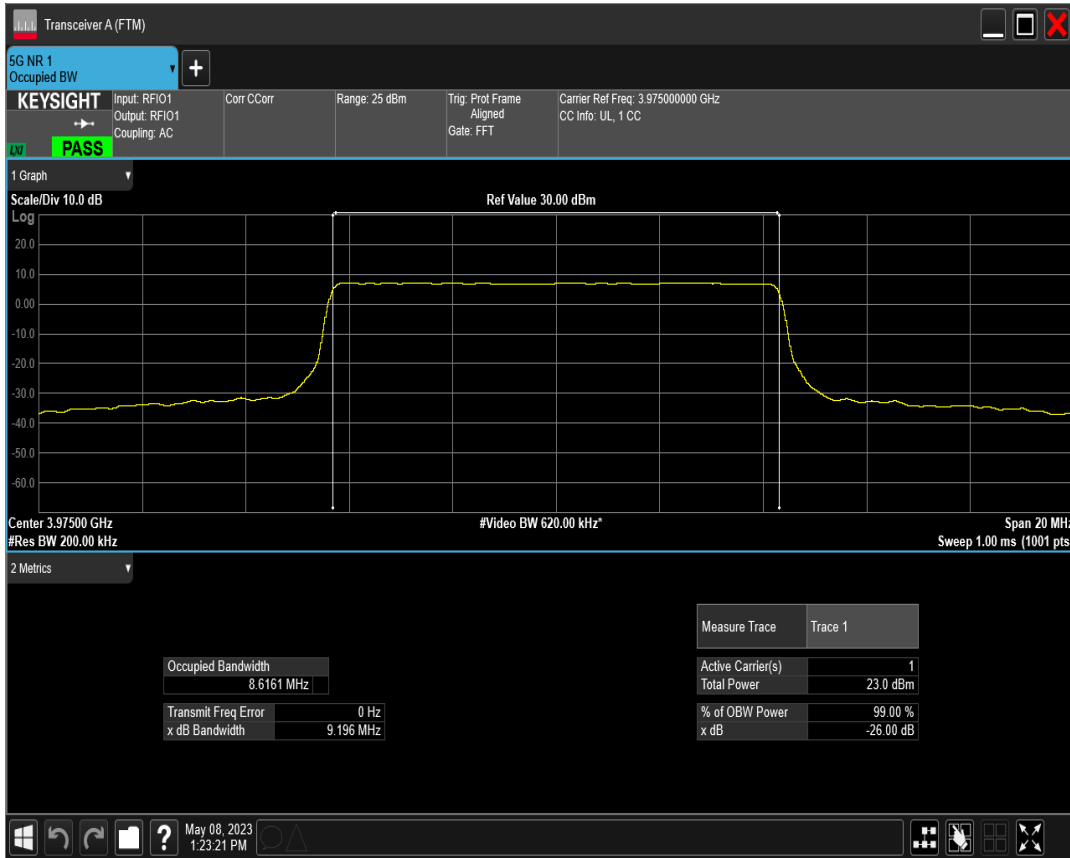 Transceiver A (FTM)
5G NR 1
Occupied BW
+
KEYSIGHT
LXI
PASS
Input: RFIO1
Output: RFIO1
Coupling: AC
Corr CCorr
Range: 25 dBm
Trig: Prot Frame
Aligned
Gate: FFT
Carrier Ref Freq: 3.975000000 GHz
CC Info: UL, 1 CC
1 Graph
Scale/Div 10.0 dB
Ref Value 30.00 dBm
Log
20.0
10.0
0.00
-10.0
-20.0
-30.0
-40.0
-50.0
-60.0
Center 3.97500 GHz
#Video BW 620.00 kHz*
Span 20 MHz
#Res BW 200.00 kHz
Sweep 1.00 ms (1001 pts
2 Metrics
Measure Trace Trace 1
Occupied Bandwidth
8.6161 MHz
Active Carrier(s) 1
Total Power 23.0 dBm
Transmit Freq Error 0 Hz
x dB Bandwidth 9.196 MHz
% of OBW Power 99.00 %
x dB -26.00 dB
?
May 08, 2023
1:23:21 PM